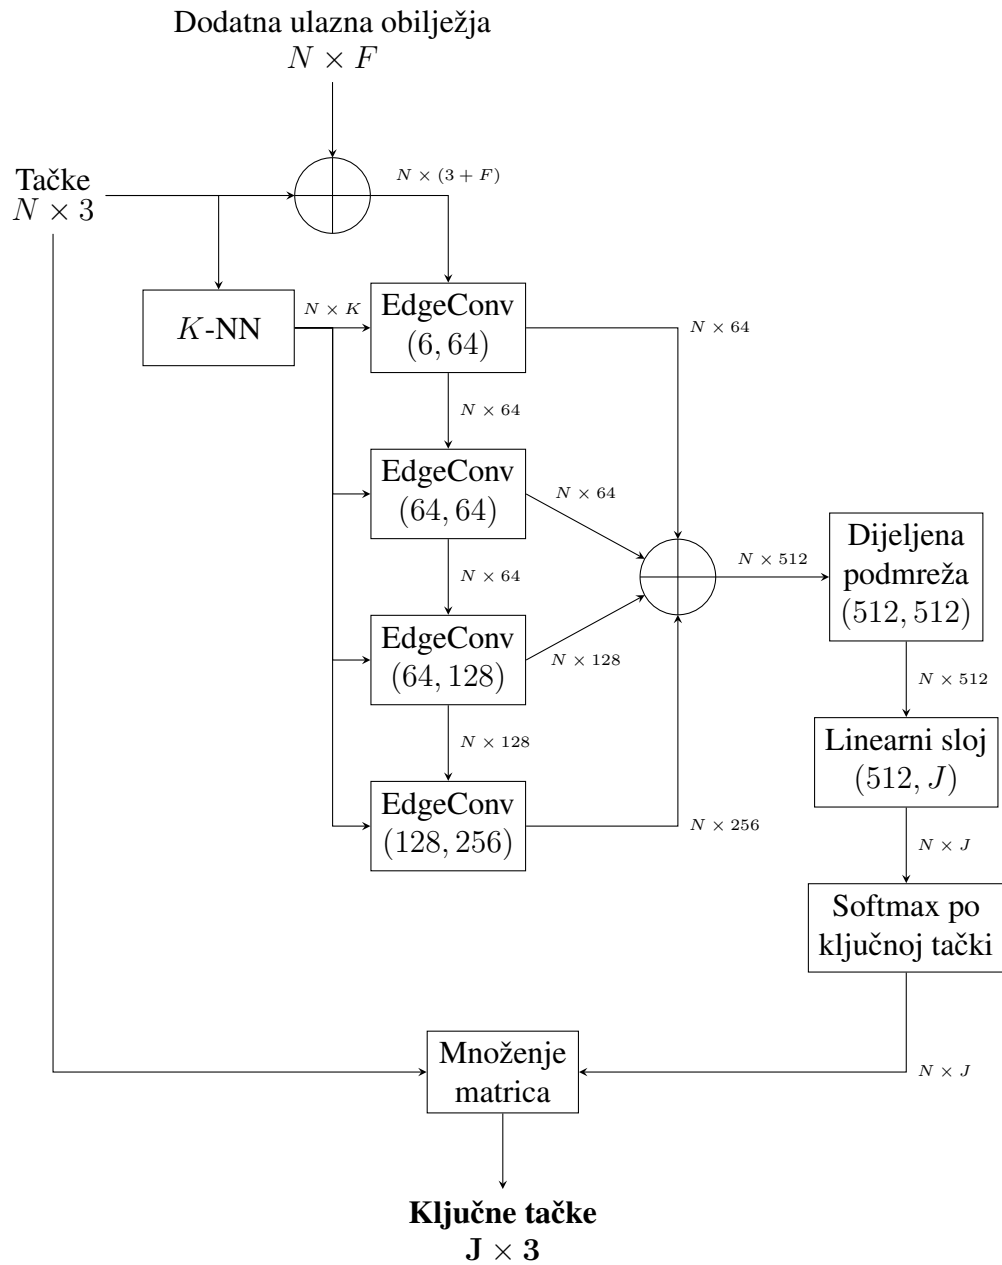 Dodatna ulazna obilježja
N × F
Tačke
N × 3
N × (3 + F)
K-NN
N × K
EdgeConv
(6, 64)
N × 64
N × 64
EdgeConv
(64, 64)
N × 64
N × 64
EdgeConv
(64, 128)
N × 128
N × 128
EdgeConv
(128, 256)
N × 256
N × 512
Dijeljena
podmreža
(512, 512)
N × 512
Linearni sloj
(512, J)
N × J
Softmax po
ključnoj tački
N × J
Množenje
matrica
Ključne tačke
J × 3